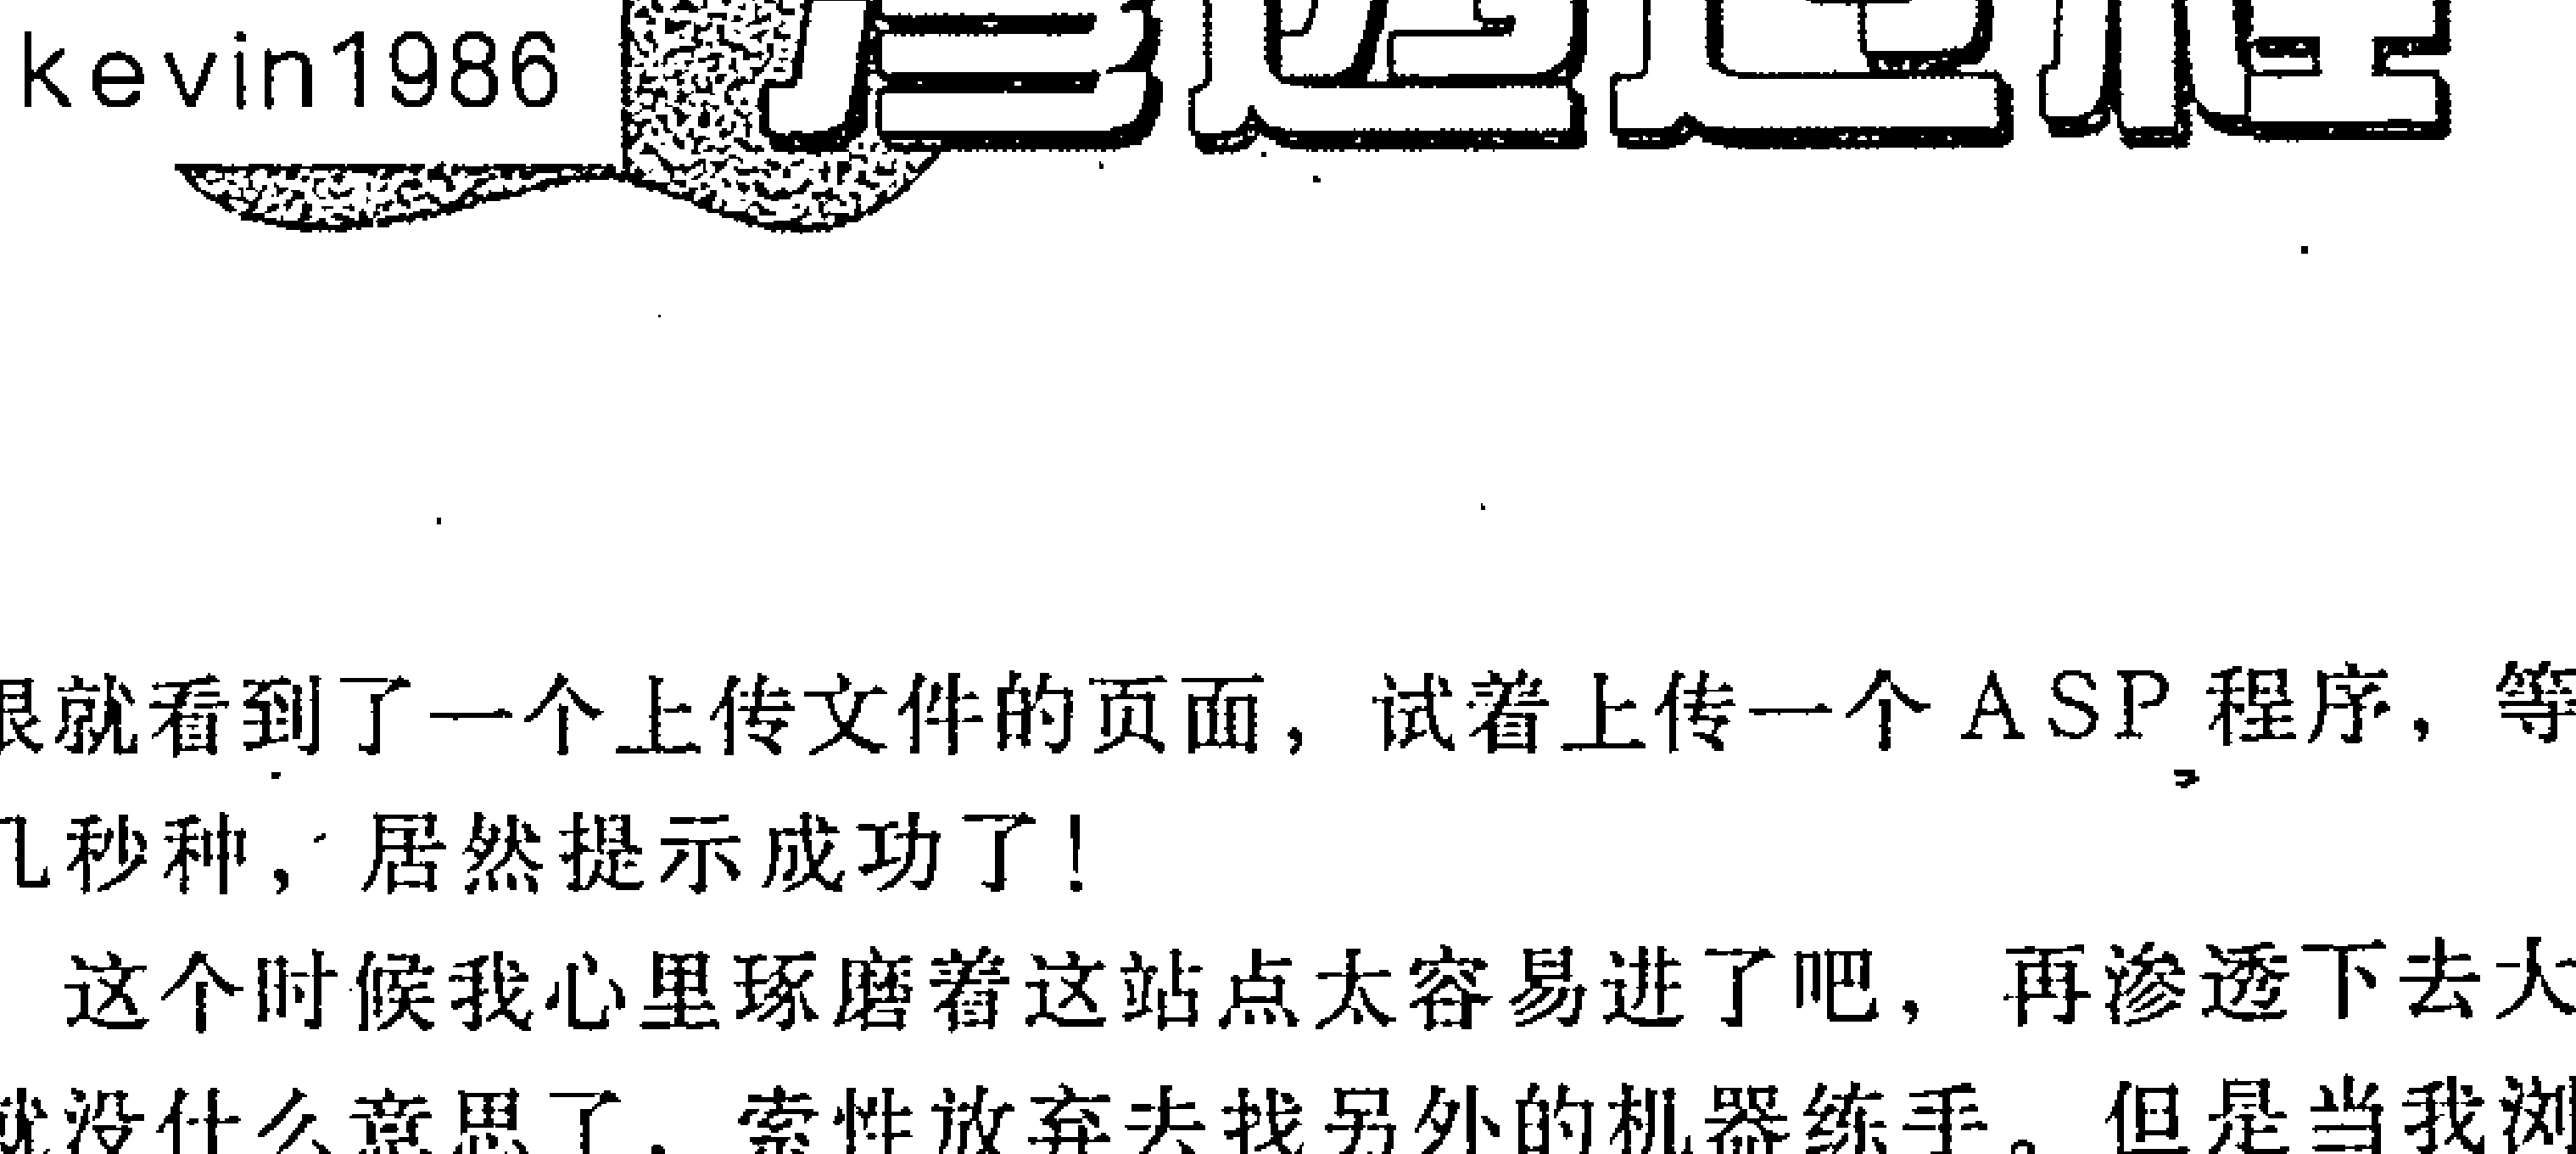 kevin1986
眼就看到了一个上传文件的页面，试着上传一个ASP程序，等
几秒种，居然提示成功了！
这个时候我心里琢磨着这站点太容易进了吧，再渗透下去大
就没什么意思了，索性放弃去找另外的机器练手。但是当我浏